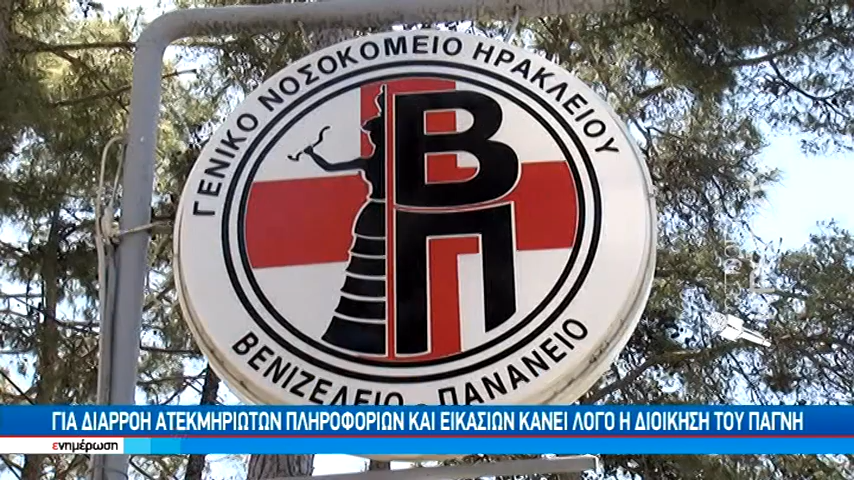 ΓΕΝΙΚΟ ΝΟΣΟΚΟΜΕΙΟ ΗΡΑΚΛΕΙΟΥ
ΒΠ
ΒΕΝΙΖΕΛΕΙΟ - ΠΑΝΑΝΕΙΟ
ΓΙΑ ΔΙΑΡΡΟΗ ΑΤΕΚΜΗΡΙΩΤΩΝ ΠΛΗΡΟΦΟΡΙΩΝ ΚΑΙ ΕΙΚΑΣΙΩΝ ΚΑΝΕΙ ΛΟΓΟ Η ΔΙΟΙΚΗΣΗ ΤΟΥ ΠΑΓΝΗ
ενημέρωση